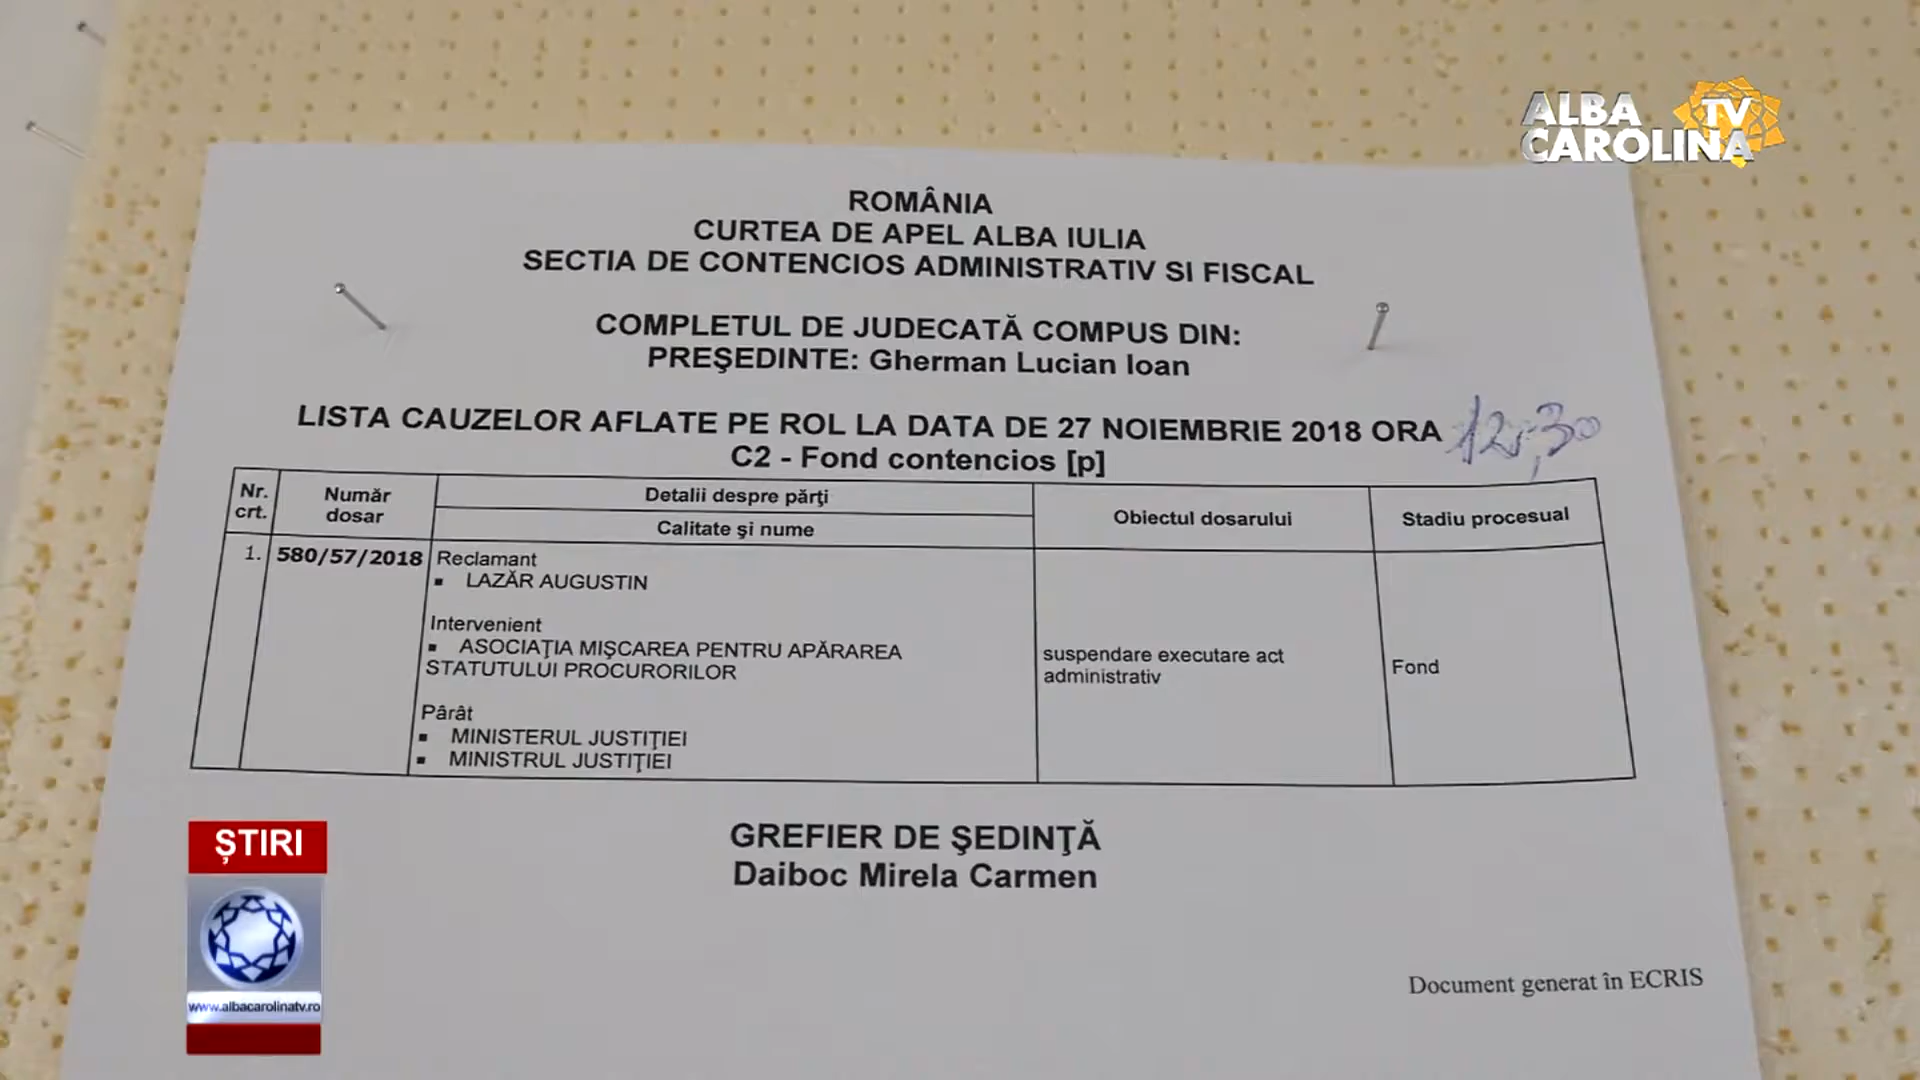 ALBA
CAROLINA
TV
ROMÂNIA
CURTEA DE APEL ALBA IULIA
SECTIA DE CONTENCIOS ADMINISTRATIV SI FISCAL
COMPLETUL DE JUDECATĂ COMPUS DIN:
PREŞEDINTE: Gherman Lucian Ioan
LISTA CAUZELOR AFLATE PE ROL LA DATA DE 27 NOIEMBRIE 2018 ORA 12,30
C2 - Fond contencios [p]
Nr. crt.
Număr dosar
Detalii despre părţi
Calitate şi nume
Obiectul dosarului
Stadiu procesual
1.
580/57/2018
Reclamant
▪ LAZĂR AUGUSTIN
Intervenient
▪ ASOCIAŢIA MIŞCAREA PENTRU APĂRAREA
STATUTULUI PROCURORILOR
Pârât
▪ MINISTERUL JUSTIŢIEI
▪ MINISTRUL JUSTIŢIEI
suspendare executare act
administrativ
Fond
GREFIER DE ŞEDINŢĂ
Daiboc Mirela Carmen
Document generat în ECRIS
ȘTIRI
www.albacarolinatv.ro